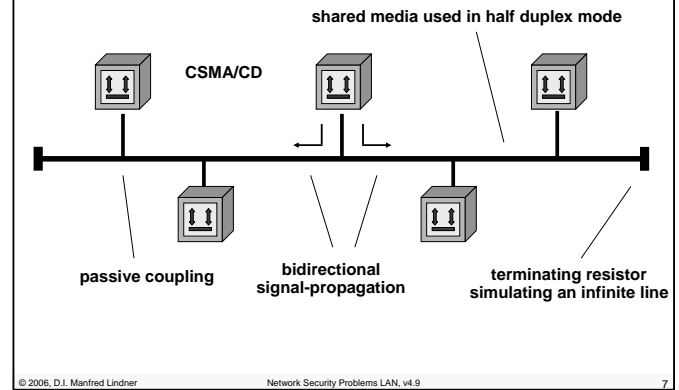 shared media used in half duplex mode
CSMA/CD
passive coupling
bidirectional
signal-propagation
terminating resistor
simulating an infinite line
© 2006, D.I. Manfred Lindner
Network Security Problems LAN, v4.9
7